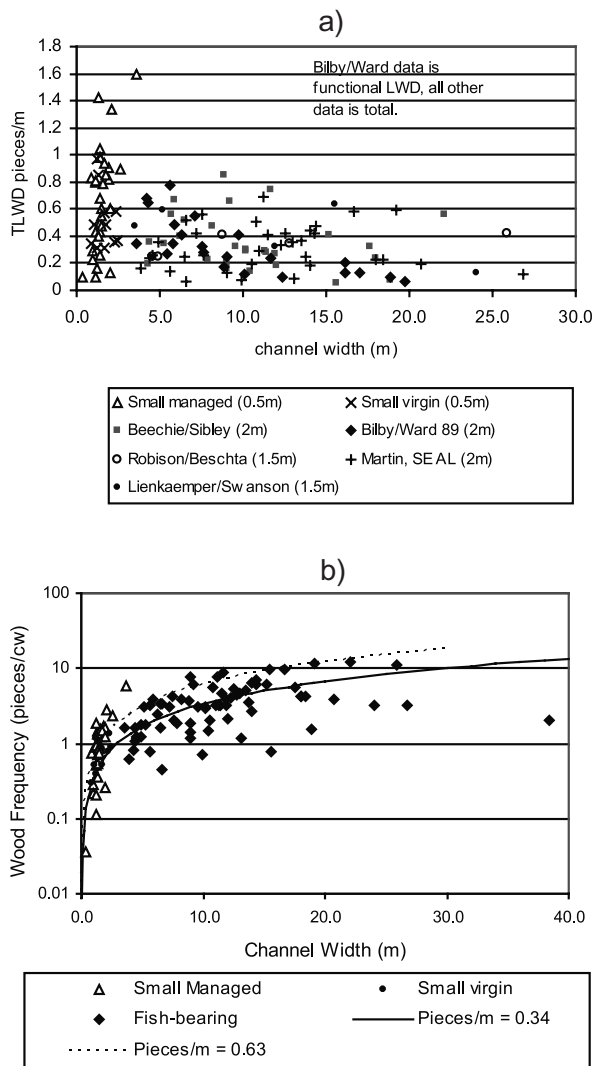 a)
1.8
1.6
1.4
1.2
1
0.8
0.6
0.4
0.2
0
TLWD pieces/m
Bilby/Ward data is
functional LWD, all other
data is total.
0.0 5.0 10.0 15.0 20.0 25.0 30.0
channel width (m)
Small managed (0.5m) Small virgin (0.5m)
Beechie/Sibley (2m) Bilby/Ward 89 (2m)
Robison/Beschta (1.5m) Martin, SEAL (2m)
Lienkaemper/Swanson (1.5m)
b)
100
10
1
0.1
0.01
Wood Frequency (pieces/cw)
0.0 10.0 20.0 30.0 40.0
Channel Width (m)
Small Managed Small virgin
Fish-bearing Pieces/m = 0.34
Pieces/m = 0.63